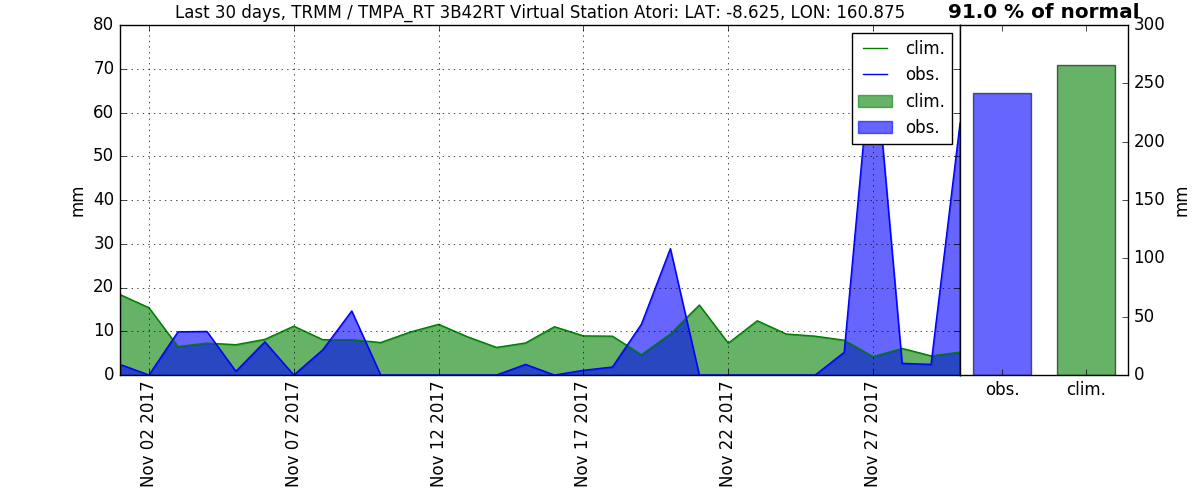 Last 30 days, TRMM / TMPA_RT 3B42RT Virtual Station Atori: LAT: -8.625, LON: 160.875
91.0 % of normal
80
70
60
50
40
30
20
10
0
mm
clim.
obs.
clim.
obs.
300
250
200
150
100
50
0
mm
obs.
clim.
Nov 02 2017
Nov 07 2017
Nov 12 2017
Nov 17 2017
Nov 22 2017
Nov 27 2017